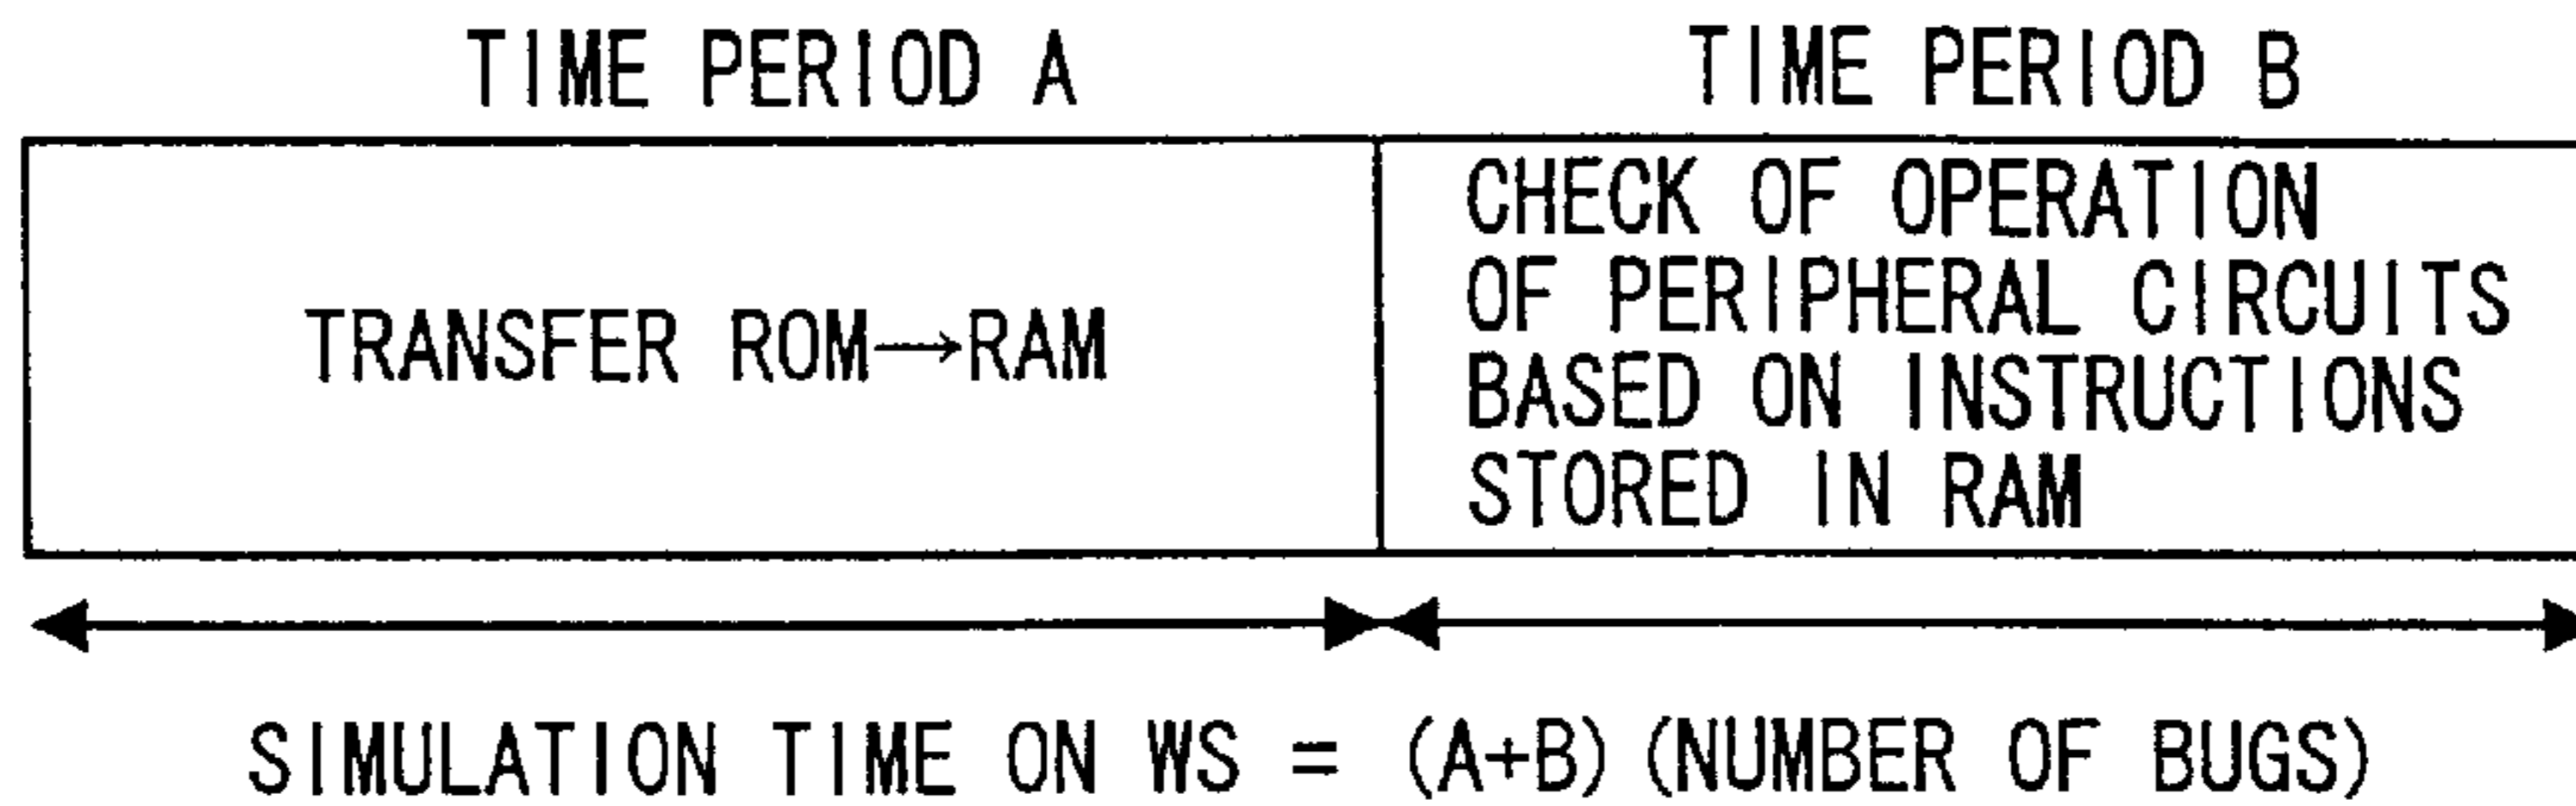 TIME PERIOD A
TIME PERIOD B
TRANSFER ROM→RAM
CHECK OF OPERATION
OF PERIPHERAL CIRCUITS
BASED ON INSTRUCTIONS
STORED IN RAM
SIMULATION TIME ON WS = (A+B) (NUMBER OF BUGS)